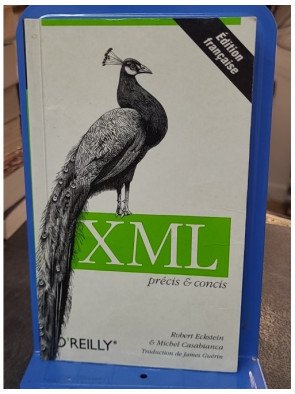 Édition
française
XML
précis & concis
Robert Eckstein
& Michel Casabianca
Traduction de James Guérin
O'REILLY®